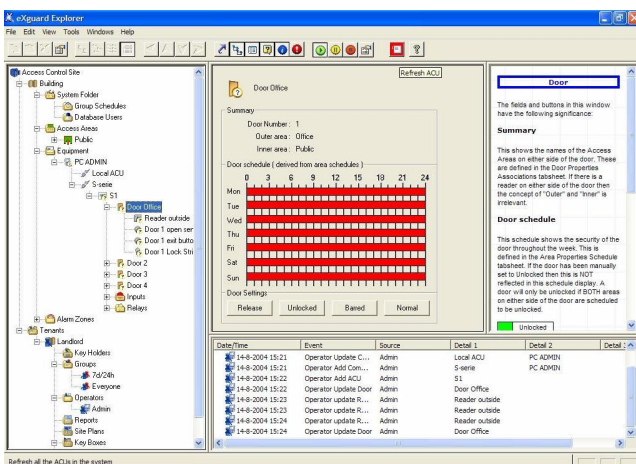 eXguard Explorer
File Edit View Tools Windows Help
Refresh ACU
Access Control Site
Building
System Folder
Group Schedules
Database Users
Access Areas
Public
Equipment
PC ADMIN
Local ACU
S-serie
S1
Door Office
Reader outside
Door 1 open ser
Door 1 exit butto
Door 1 Lock Stri
Door 2
Door 3
Door 4
Inputs
Relays
Alarm Zones
Tenants
Landlord
Key Holders
Groups
7d/24h
Everyone
Operators
Admin
Reports
Site Plans
Key Boxes
Door Office
Summary
Door Number : 1
Outer area : Office
Inner area : Public
Door schedule ( derived from area schedules )
0 3 6 9 12 15 18 21 24
Mon
Tue
Wed
Thu
Fri
Sat
Sun
Door Settings
Release Unlocked Barred Normal
Door
The fields and buttons in this window
have the following significance:
Summary
This shows the names of the Access
Areas on either side of the door. These
are defined in the Door Properties
Associations tabsheet. If there is a
reader on either side of the door then
the concept of "Outer" and "Inner" is
irrelevant.
Door schedule
This schedule shows the security of the
door throughout the week. This is
defined in the Area Properties Schedule
tabsheet. If the door has been manually
set to Unlocked then this is NOT
reflected in this schedule display. A
door will only be unlocked if BOTH areas
on either side of the door are scheduled
to be unlocked.
Unlocked
Date/Time Event Source Detail 1 Detail 2 Detail
14-8-2004 15:21 Operator Update C... Admin Local ACU PC ADMIN
14-8-2004 15:21 Operator Add Com... Admin S-serie PC ADMIN
14-8-2004 15:22 Operator Add ACU Admin S1
14-8-2004 15:22 Operator Update Door Admin Door Office
14-8-2004 15:23 Operator update R... Admin Reader outside
14-8-2004 15:23 Operator update R... Admin Reader outside
14-8-2004 15:24 Operator update R... Admin Reader outside
14-8-2004 15:24 Operator Update Door Admin Door Office
Refresh all the ACUs in the system